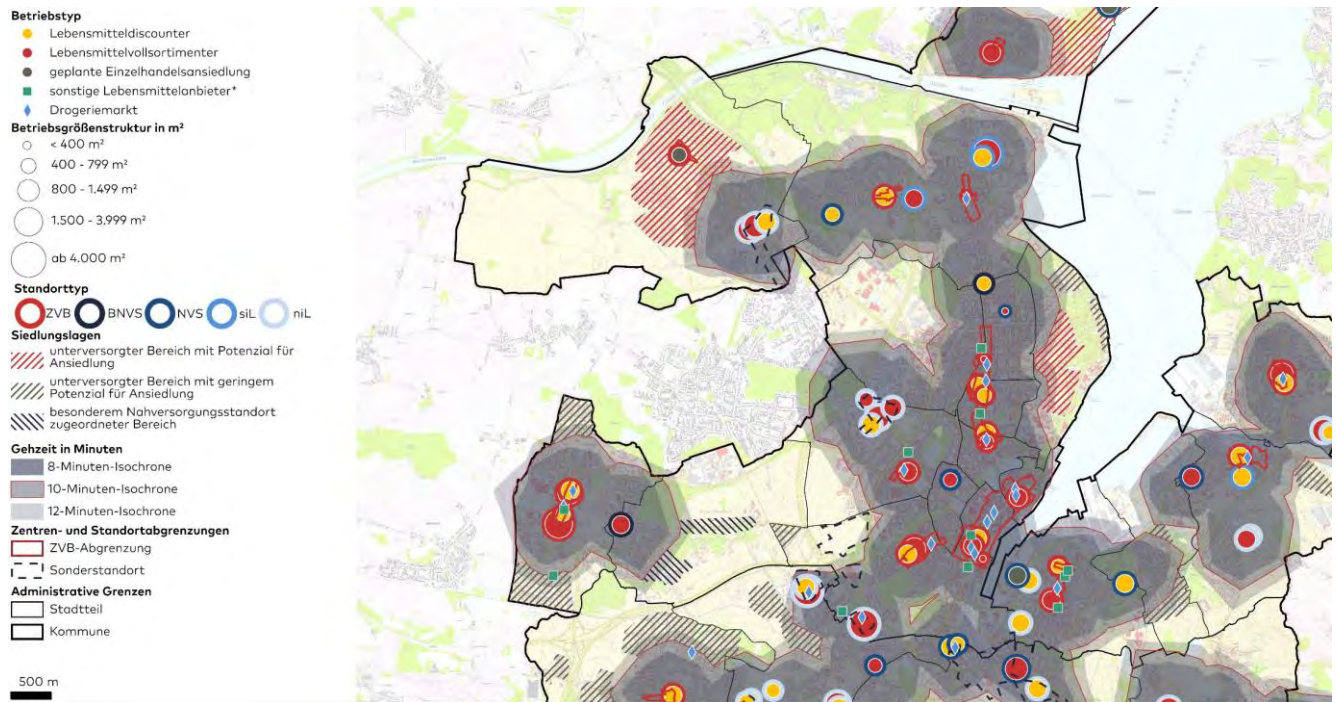 Betriebstyp
Lebensmitteldiscounter
Lebensmittelvollsortimenter
geplante Einzelhandelsansiedlung
sonstige Lebensmittelanbieter*
Drogeriemarkt
Betriebsgrößenstruktur in m²
< 400 m²
400 - 799 m²
800 - 1.499 m²
1.500 - 3.999 m²
ab 4.000 m²
Standorttyp
ZVB BNVS NVS siL niL
Siedlungslagen
unterversorgter Bereich mit Potenzial für
Ansiedlung
unterversorgter Bereich mit geringem
Potenzial für Ansiedlung
besonderem Nahversorgungsstandort
zugeordneter Bereich
Gehzeit in Minuten
8-Minuten-Isochrone
10-Minuten-Isochrone
12-Minuten-Isochrone
Zentren- und Standortabgrenzungen
ZVB-Abgrenzung
Sonderstandort
Administrative Grenzen
Stadtteil
Kommune
500 m